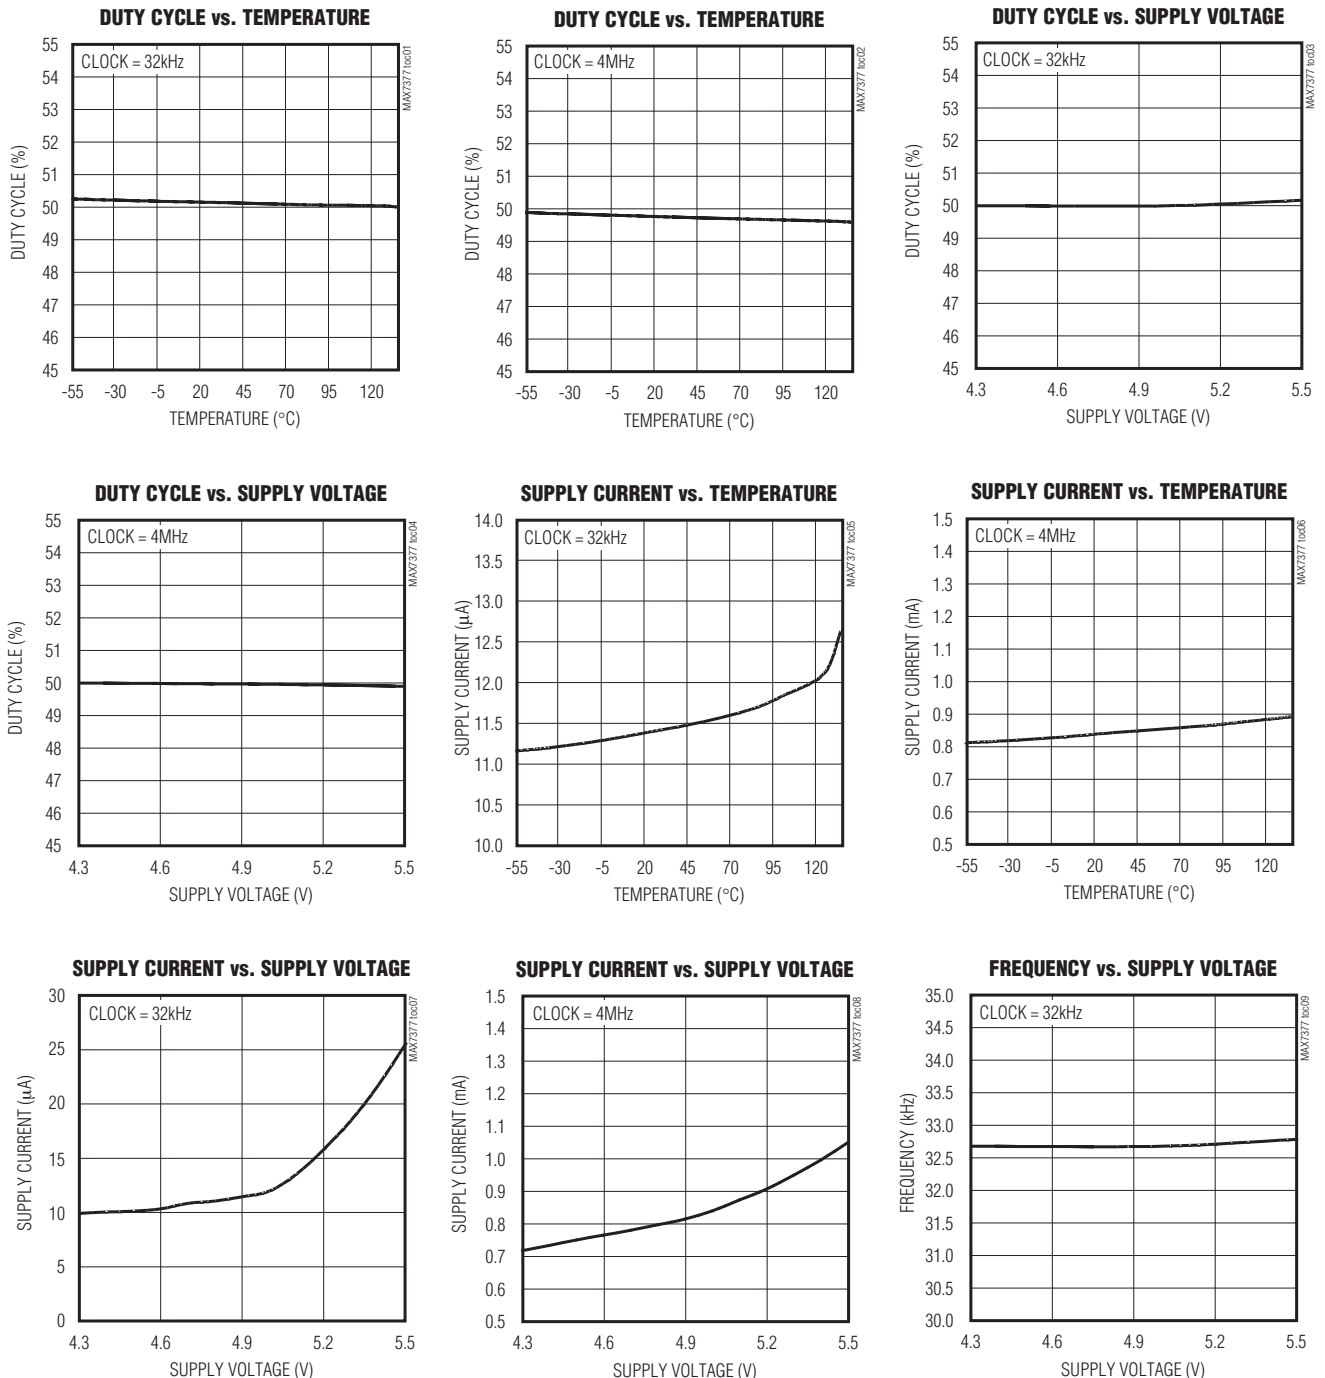 DUTY CYCLE vs. TEMPERATURE
MAX7377 toc01
CLOCK = 32kHz
DUTY CYCLE (%)
55
54
53
52
51
50
49
48
47
46
45
-55 -30 -5 20 45 70 95 120
TEMPERATURE (°C)
DUTY CYCLE vs. TEMPERATURE
MAX7377 toc02
CLOCK = 4MHz
DUTY CYCLE (%)
55
54
53
52
51
50
49
48
47
46
45
-55 -30 -5 20 45 70 95 120
TEMPERATURE (°C)
DUTY CYCLE vs. SUPPLY VOLTAGE
MAX7377 toc03
CLOCK = 32kHz
DUTY CYCLE (%)
55
54
53
52
51
50
49
48
47
46
45
4.3 4.6 4.9 5.2 5.5
SUPPLY VOLTAGE (V)
DUTY CYCLE vs. SUPPLY VOLTAGE
MAX7377 toc04
CLOCK = 4MHz
DUTY CYCLE (%)
55
54
53
52
51
50
49
48
47
46
45
4.3 4.6 4.9 5.2 5.5
SUPPLY VOLTAGE (V)
SUPPLY CURRENT vs. TEMPERATURE
MAX7377 toc05
CLOCK = 32kHz
SUPPLY CURRENT (µA)
14.0
13.5
13.0
12.5
12.0
11.5
11.0
10.5
10.0
-55 -30 -5 20 45 70 95 120
TEMPERATURE (°C)
SUPPLY CURRENT vs. TEMPERATURE
MAX7377 toc06
CLOCK = 4MHz
SUPPLY CURRENT (mA)
1.5
1.4
1.3
1.2
1.1
1.0
0.9
0.8
0.7
0.6
0.5
-55 -30 -5 20 45 70 95 120
TEMPERATURE (°C)
SUPPLY CURRENT vs. SUPPLY VOLTAGE
MAX7377 toc07
CLOCK = 32kHz
SUPPLY CURRENT (µA)
30
25
20
15
10
5
0
4.3 4.6 4.9 5.2 5.5
SUPPLY VOLTAGE (V)
SUPPLY CURRENT vs. SUPPLY VOLTAGE
MAX7377 toc08
CLOCK = 4MHz
SUPPLY CURRENT (mA)
1.5
1.4
1.3
1.2
1.1
1.0
0.9
0.8
0.7
0.6
0.5
4.3 4.6 4.9 5.2 5.5
SUPPLY VOLTAGE (V)
FREQUENCY vs. SUPPLY VOLTAGE
MAX7377 toc09
CLOCK = 32kHz
FREQUENCY (kHz)
35.0
34.5
34.0
33.5
33.0
32.5
32.0
31.5
31.0
30.5
30.0
4.3 4.6 4.9 5.2 5.5
SUPPLY VOLTAGE (V)